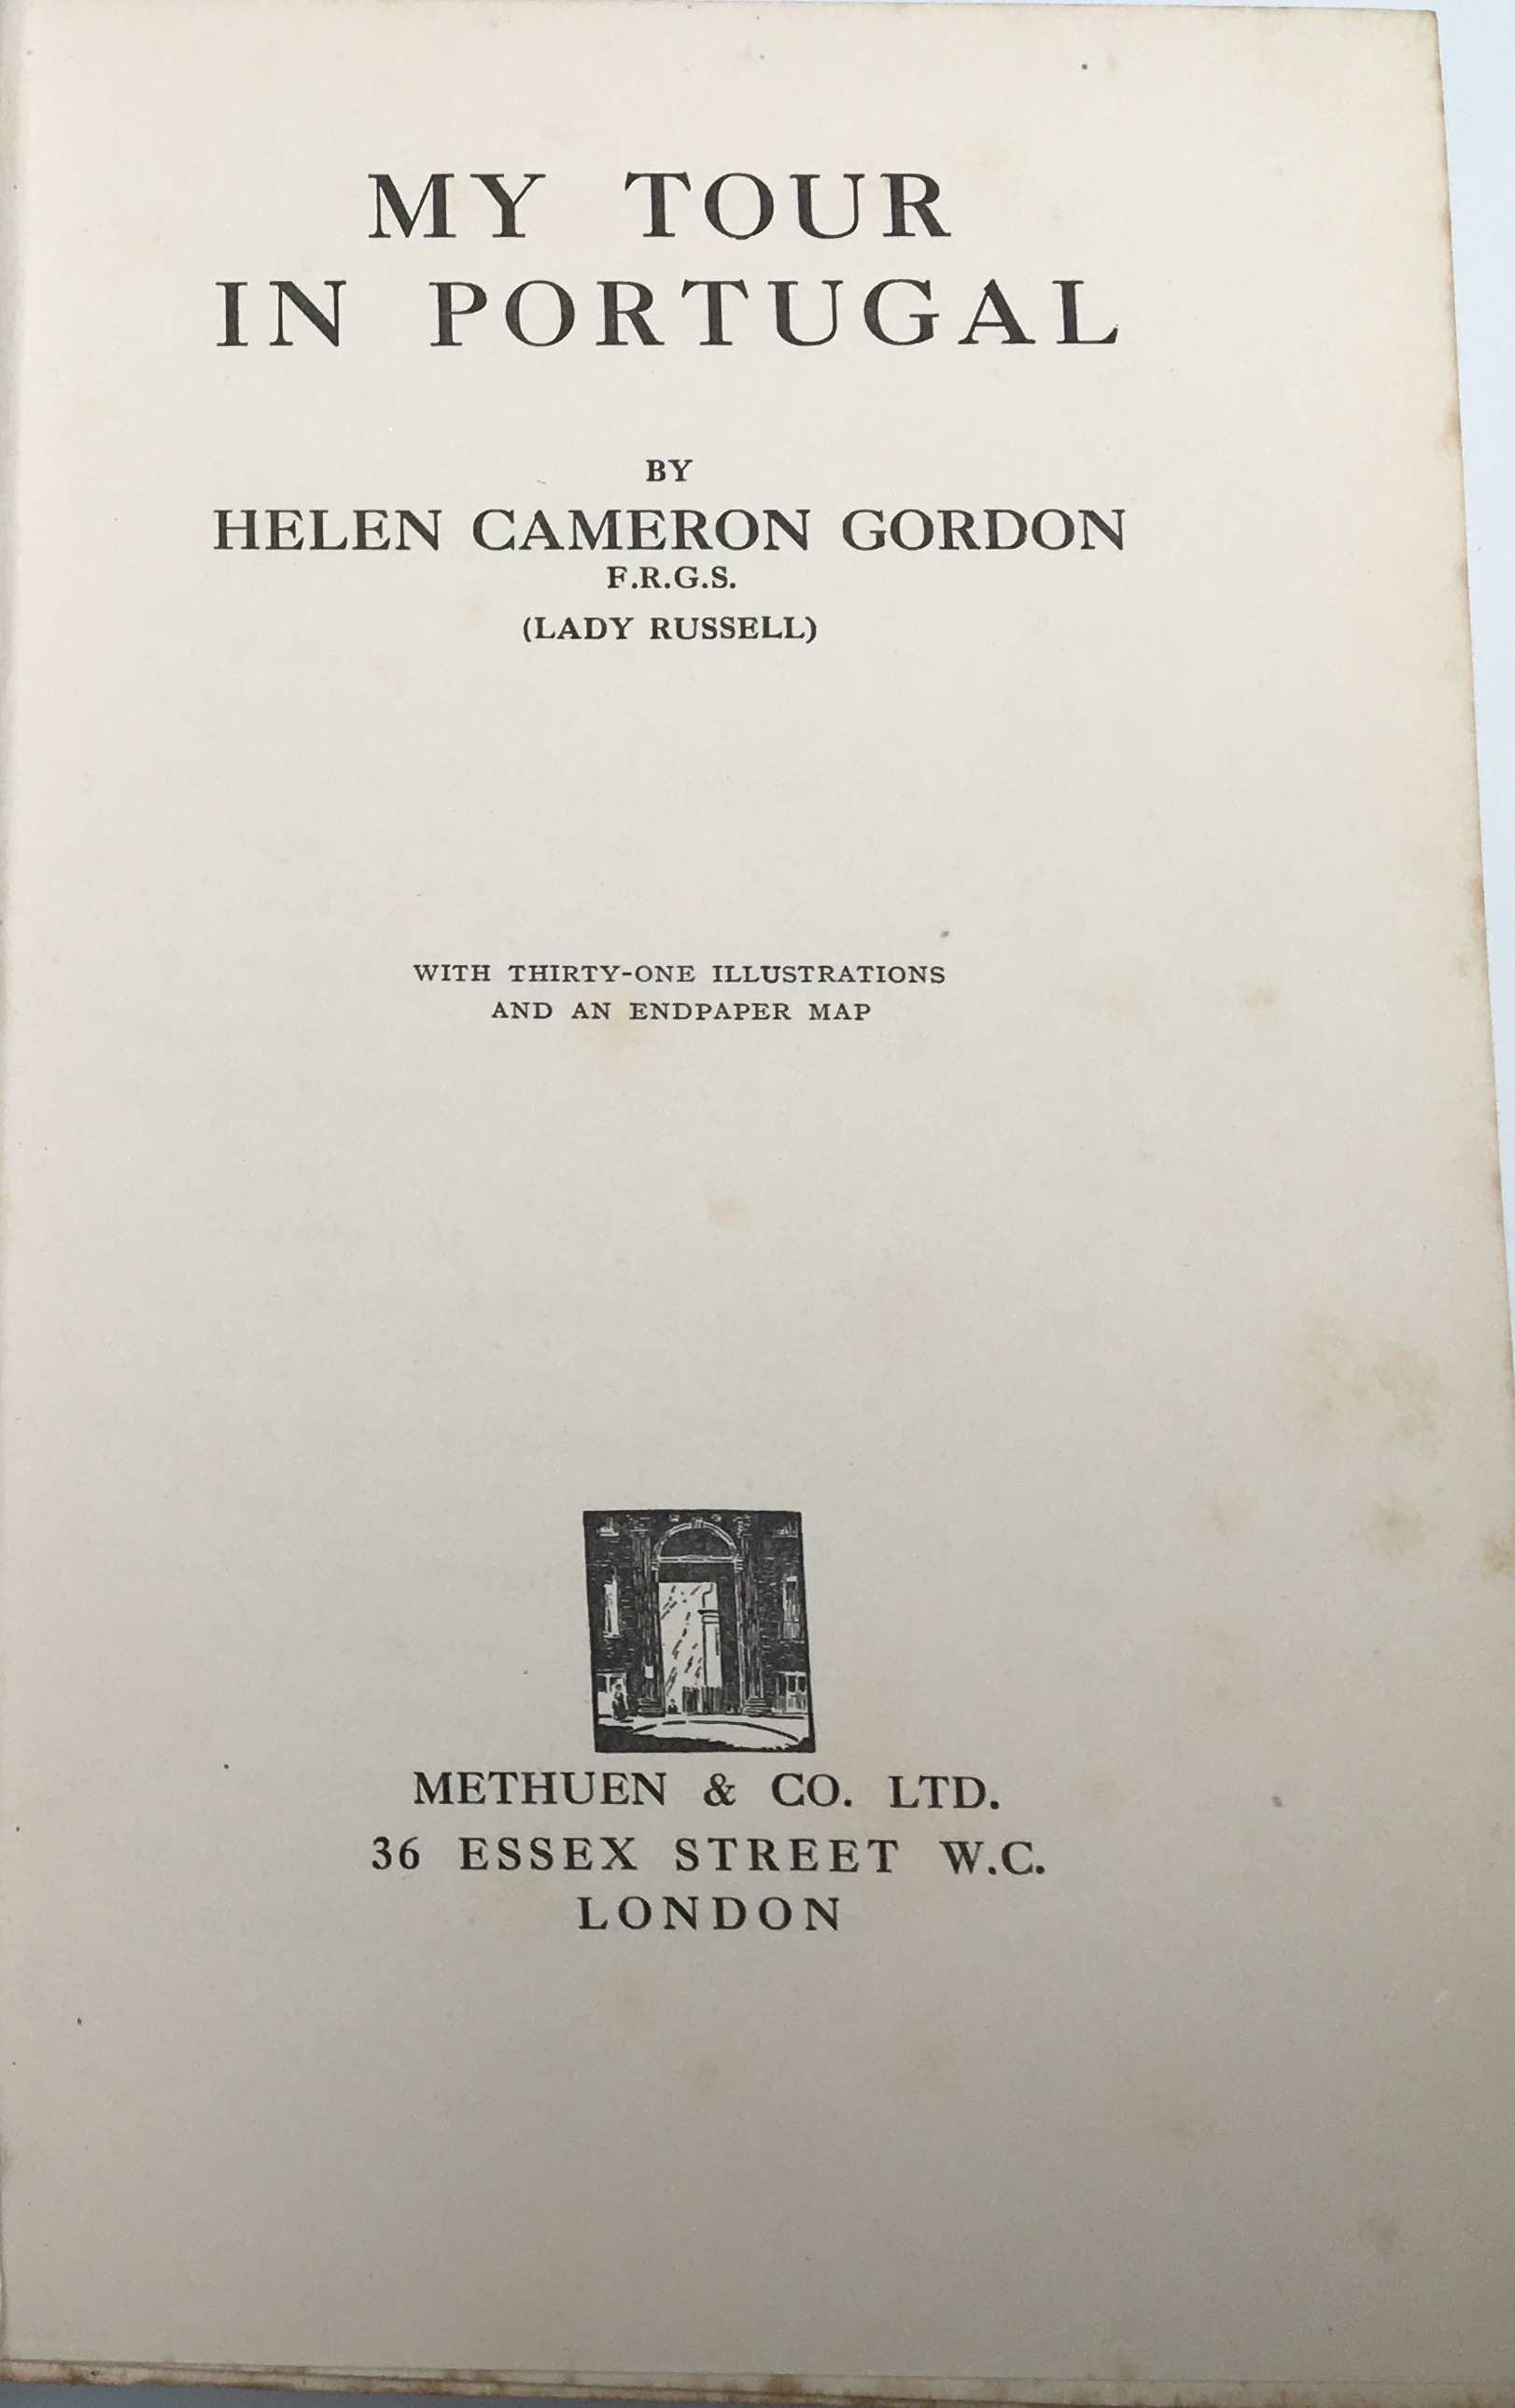 MY TOUR
IN PORTUGAL
BY
HELEN CAMERON GORDON
F.R.G.S.
(LADY RUSSELL)
WITH THIRTY-ONE ILLUSTRATIONS
AND AN ENDPAPER MAP
METHUEN & CO. LTD.
36 ESSEX STREET W.C.
LONDON